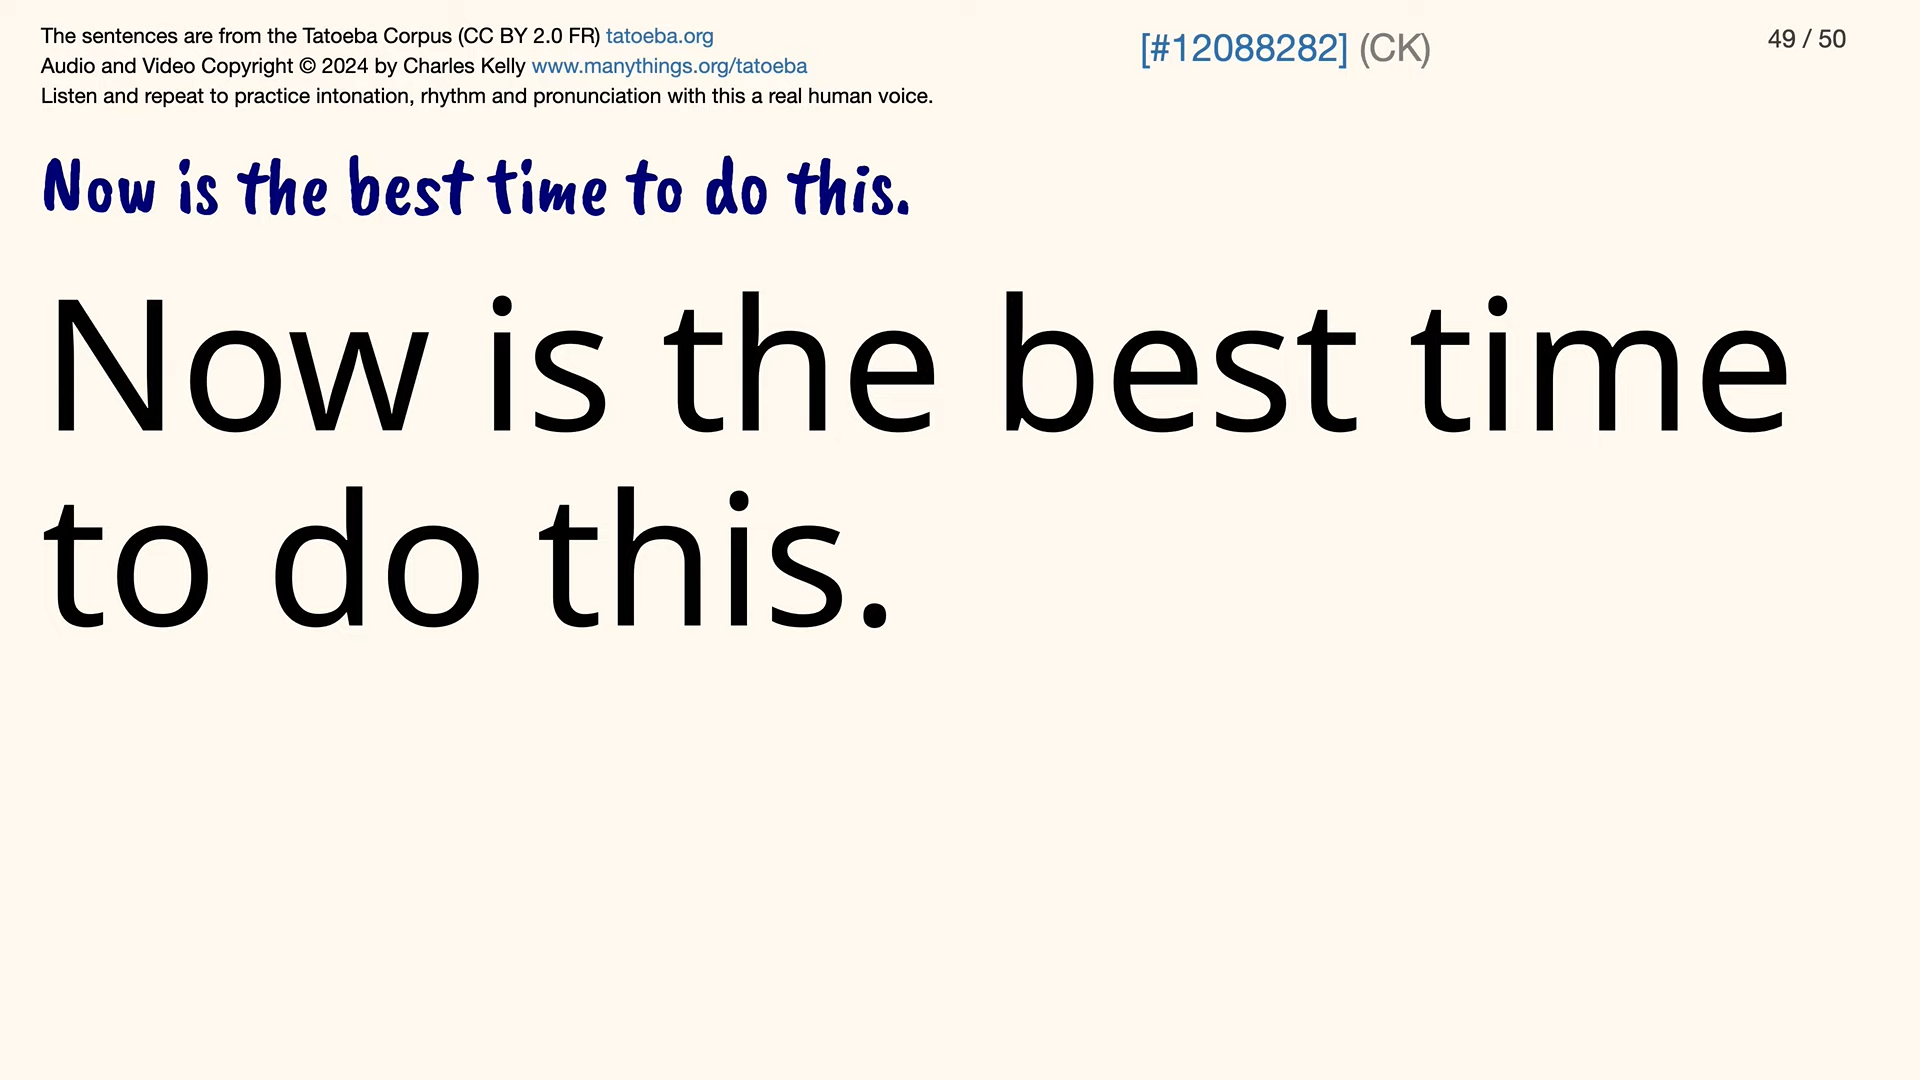 The sentences are from the Tatoeba Corpus (CC BY 2.0 FR) tatoeba.org
Audio and Video Copyright © 2024 by Charles Kelly www.manythings.org/tatoeba
Listen and repeat to practice intonation, rhythm and pronunciation with this a real human voice.
[#12088282] (CK)
49 / 50
Now is the best time to do this.
Now is the best time
to do this.